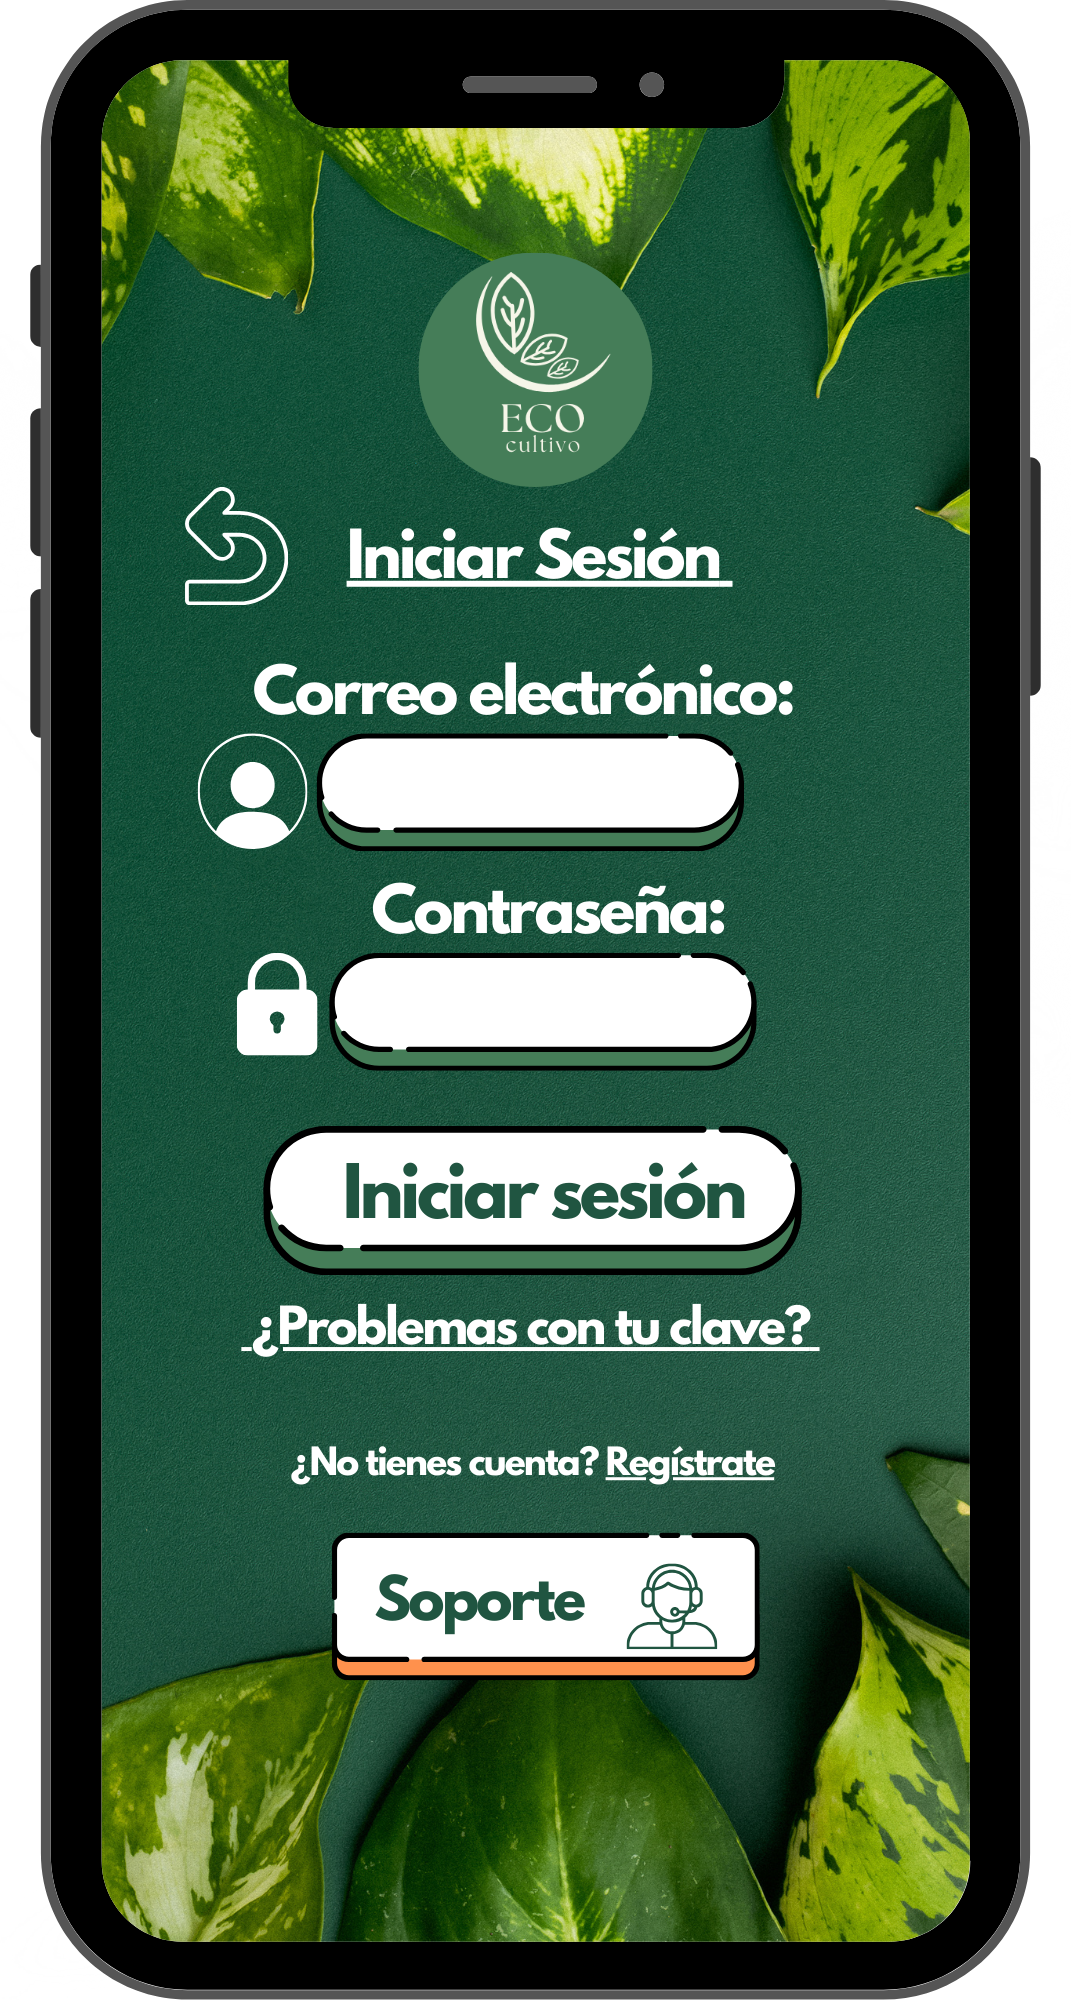 ECO
cultivo
Iniciar Sesión
Correo electrónico:
Contraseña:
Iniciar sesión
¿Problemas con tu clave?
¿No tienes cuenta? Regístrate
Soporte